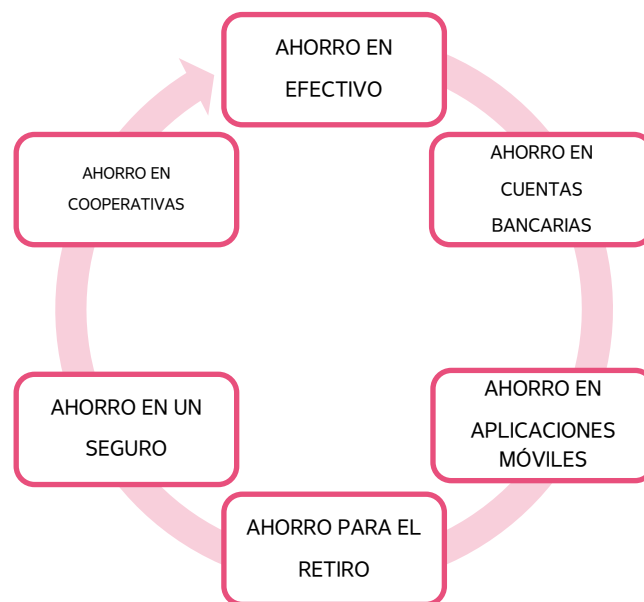 AHORRO EN
EFECTIVO
AHORRO EN
CUENTAS
BANCARIAS
AHORRO EN
APLICACIONES
MÓVILES
AHORRO PARA EL
RETIRO
AHORRO EN UN
SEGURO
AHORRO EN
COOPERATIVAS